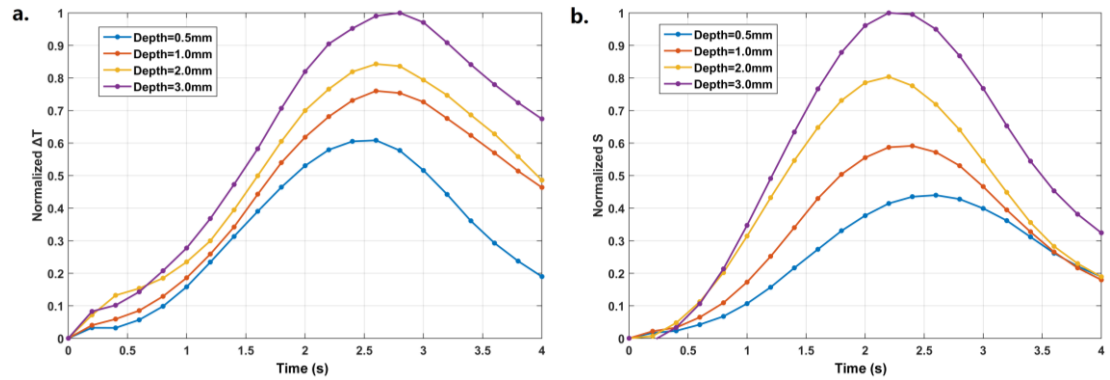 a.
Normalized ΔT
1
0.9
0.8
0.7
0.6
0.5
0.4
0.3
0.2
0.1
0
Depth=0.5mm
Depth=1.0mm
Depth=2.0mm
Depth=3.0mm
0 0.5 1 1.5 2 2.5 3 3.5 4
Time (s)
b.
Normalized S
1
0.9
0.8
0.7
0.6
0.5
0.4
0.3
0.2
0.1
0
Depth=0.5mm
Depth=1.0mm
Depth=2.0mm
Depth=3.0mm
0 0.5 1 1.5 2 2.5 3 3.5 4
Time (s)